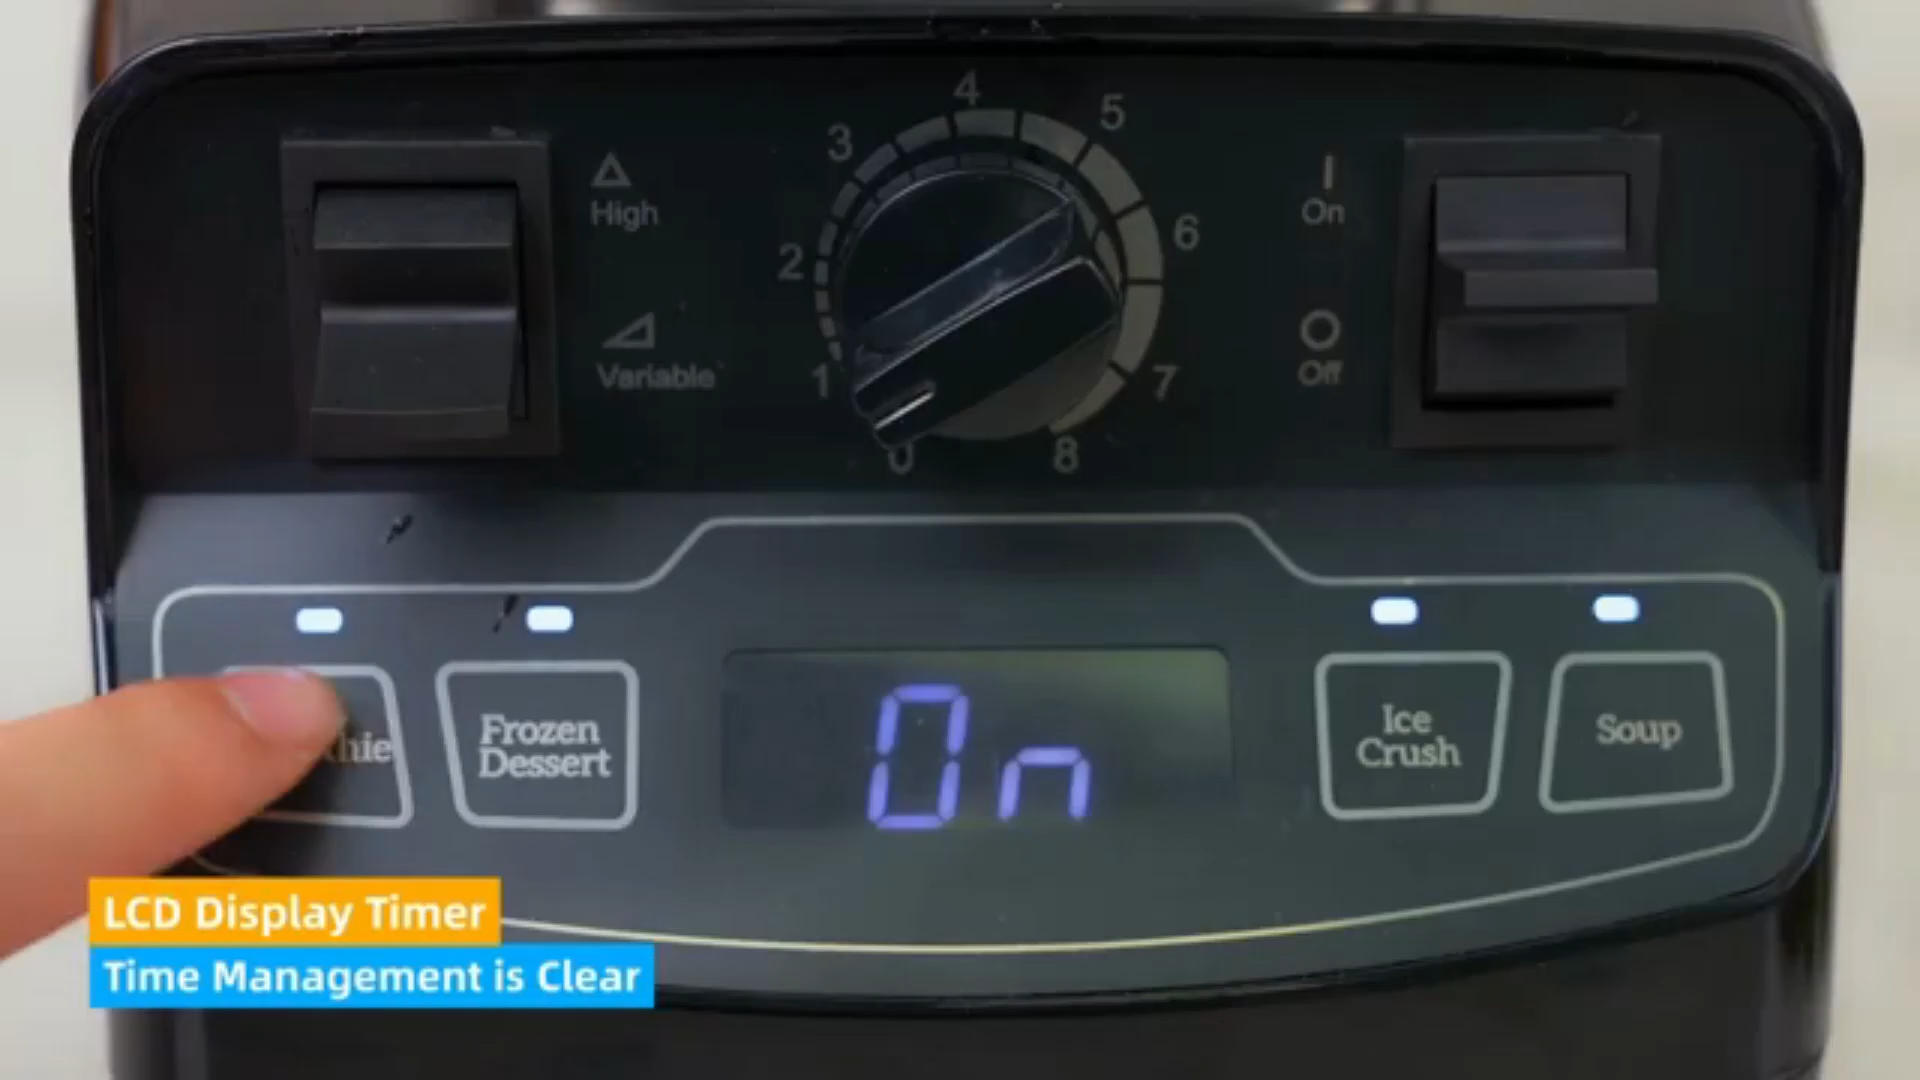 4
3
5
High
On
2
6
Variable
Off
1
7
0
8
Frozen
Dessert
On
Ice
Crush
Soup
LCD Display Timer
Time Management is Clear